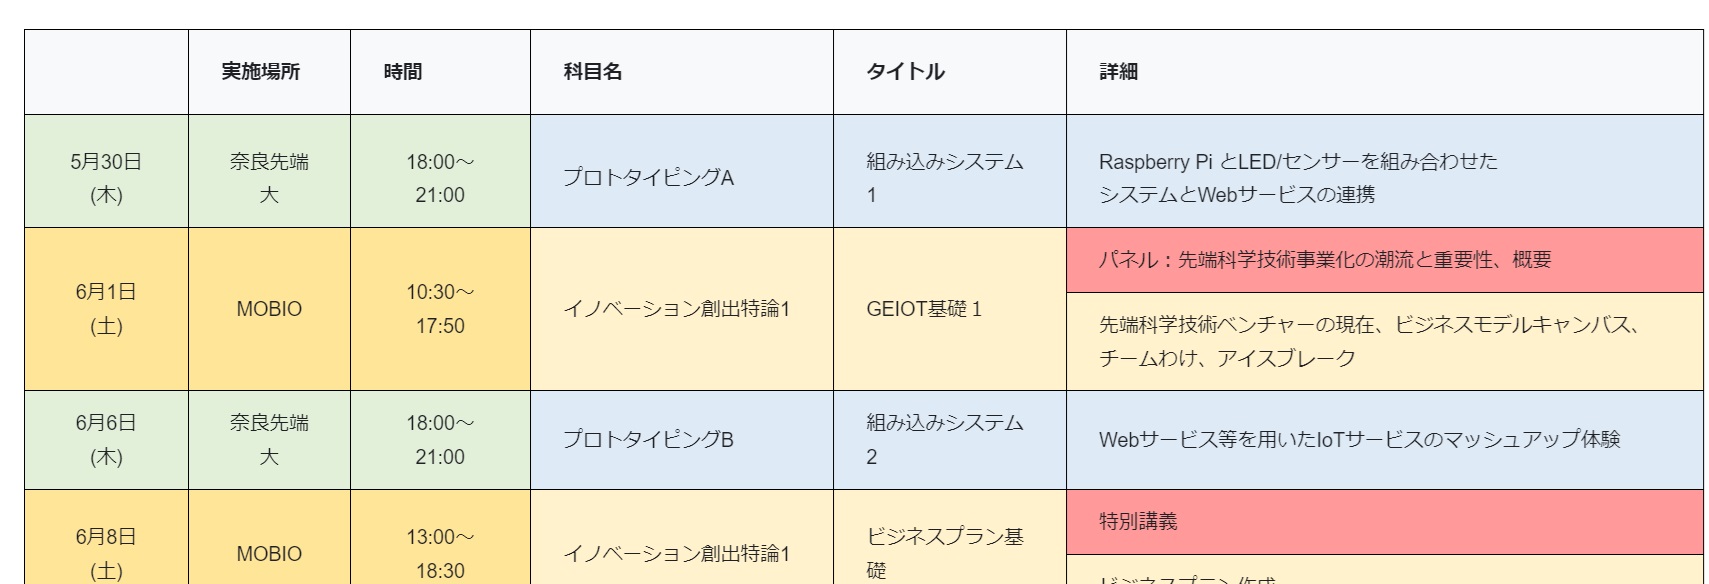 実施場所 時間 科目名 タイトル 詳細
5月30日
(木)
奈良先端
大
18:00～
21:00
プロトタイピングA
組み込みシステム
1
Raspberry Pi とLED/センサーを組み合わせた
システムとWebサービスの連携
6月1日
(土)
MOBIO
10:30～
17:50
イノベーション創出特論1
GEIOT基礎１
パネル：先端科学技術事業化の潮流と重要性、概要
先端科学技術ベンチャーの現在、ビジネスモデルキャンバス、
チームわけ、アイスブレーク
6月6日
(木)
奈良先端
大
18:00～
21:00
プロトタイピングB
組み込みシステム
2
Webサービス等を用いたIoTサービスのマッシュアップ体験
6月8日
(土)
MOBIO
13:00～
18:30
イノベーション創出特論1
ビジネスプラン基
礎
特別講義
ビジネスプラン作成